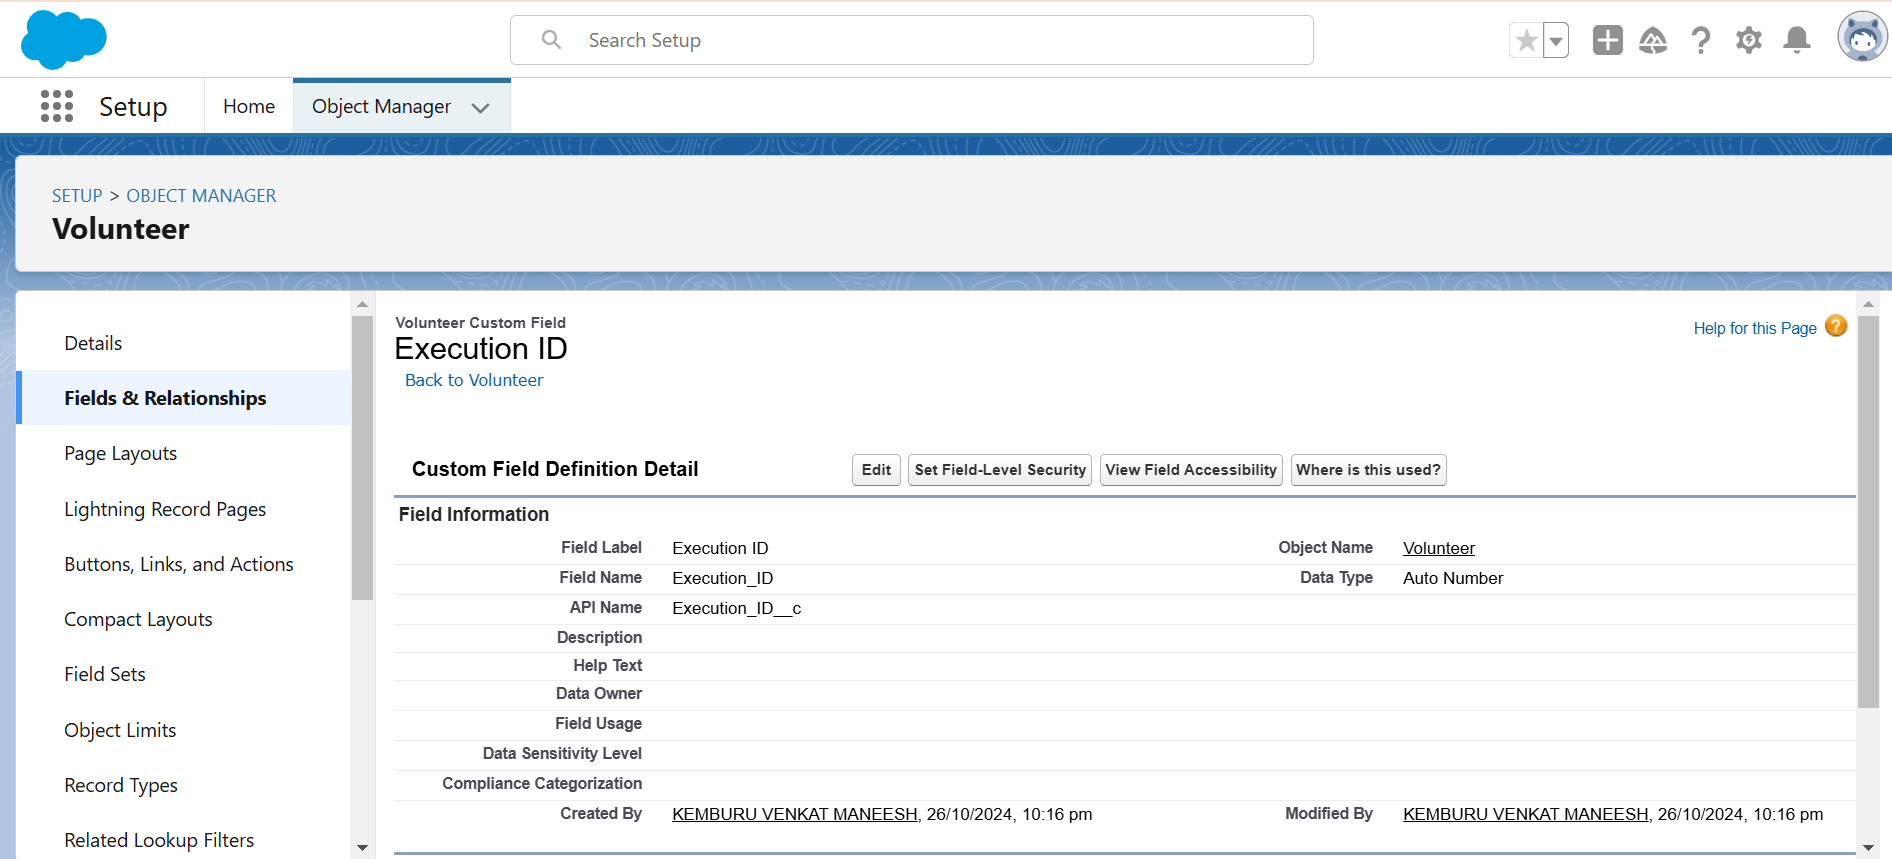 Search Setup
Setup
Home
Object Manager
SETUP > OBJECT MANAGER
Volunteer
Details
Fields & Relationships
Page Layouts
Lightning Record Pages
Buttons, Links, and Actions
Compact Layouts
Field Sets
Object Limits
Record Types
Related Lookup Filters
Volunteer Custom Field
Execution ID
Back to Volunteer
Help for this Page ?
Custom Field Definition Detail
Edit
Set Field-Level Security
View Field Accessibility
Where is this used?
Field Information
Field Label Execution ID Object Name Volunteer
Field Name Execution_ID Data Type Auto Number
API Name Execution_ID__c
Description
Help Text
Data Owner
Field Usage
Data Sensitivity Level
Compliance Categorization
Created By KEMBURU VENKAT MANEESH, 26/10/2024, 10:16 pm Modified By KEMBURU VENKAT MANEESH, 26/10/2024, 10:16 pm